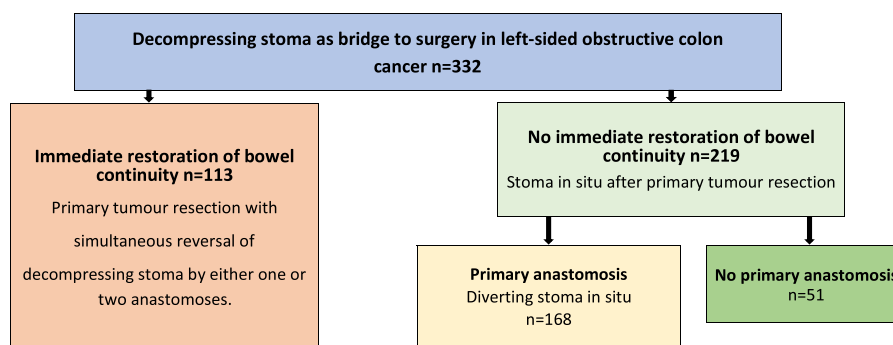 Decompressing stoma as bridge to surgery in left-sided obstructive colon
cancer n=332
Immediate restoration of bowel
continuity n=113
Primary tumour resection with
simultaneous reversal of
decompressing stoma by either one or
two anastomoses.
No immediate restoration of bowel
continuity n=219
Stoma in situ after primary tumour resection
Primary anastomosis
Diverting stoma in situ
n=168
No primary anastomosis
n=51